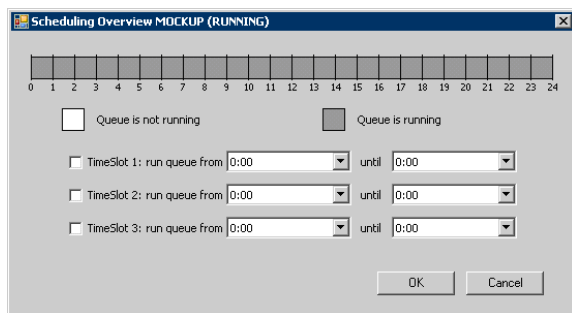 Scheduling Overview MOCKUP (RUNNING)
0 1 2 3 4 5 6 7 8 9 10 11 12 13 14 15 16 17 18 19 20 21 22 23 24
Queue is not running Queue is running
TimeSlot 1: run queue from 0:00 until 0:00
TimeSlot 2: run queue from 0:00 until 0:00
TimeSlot 3: run queue from 0:00 until 0:00
OK Cancel